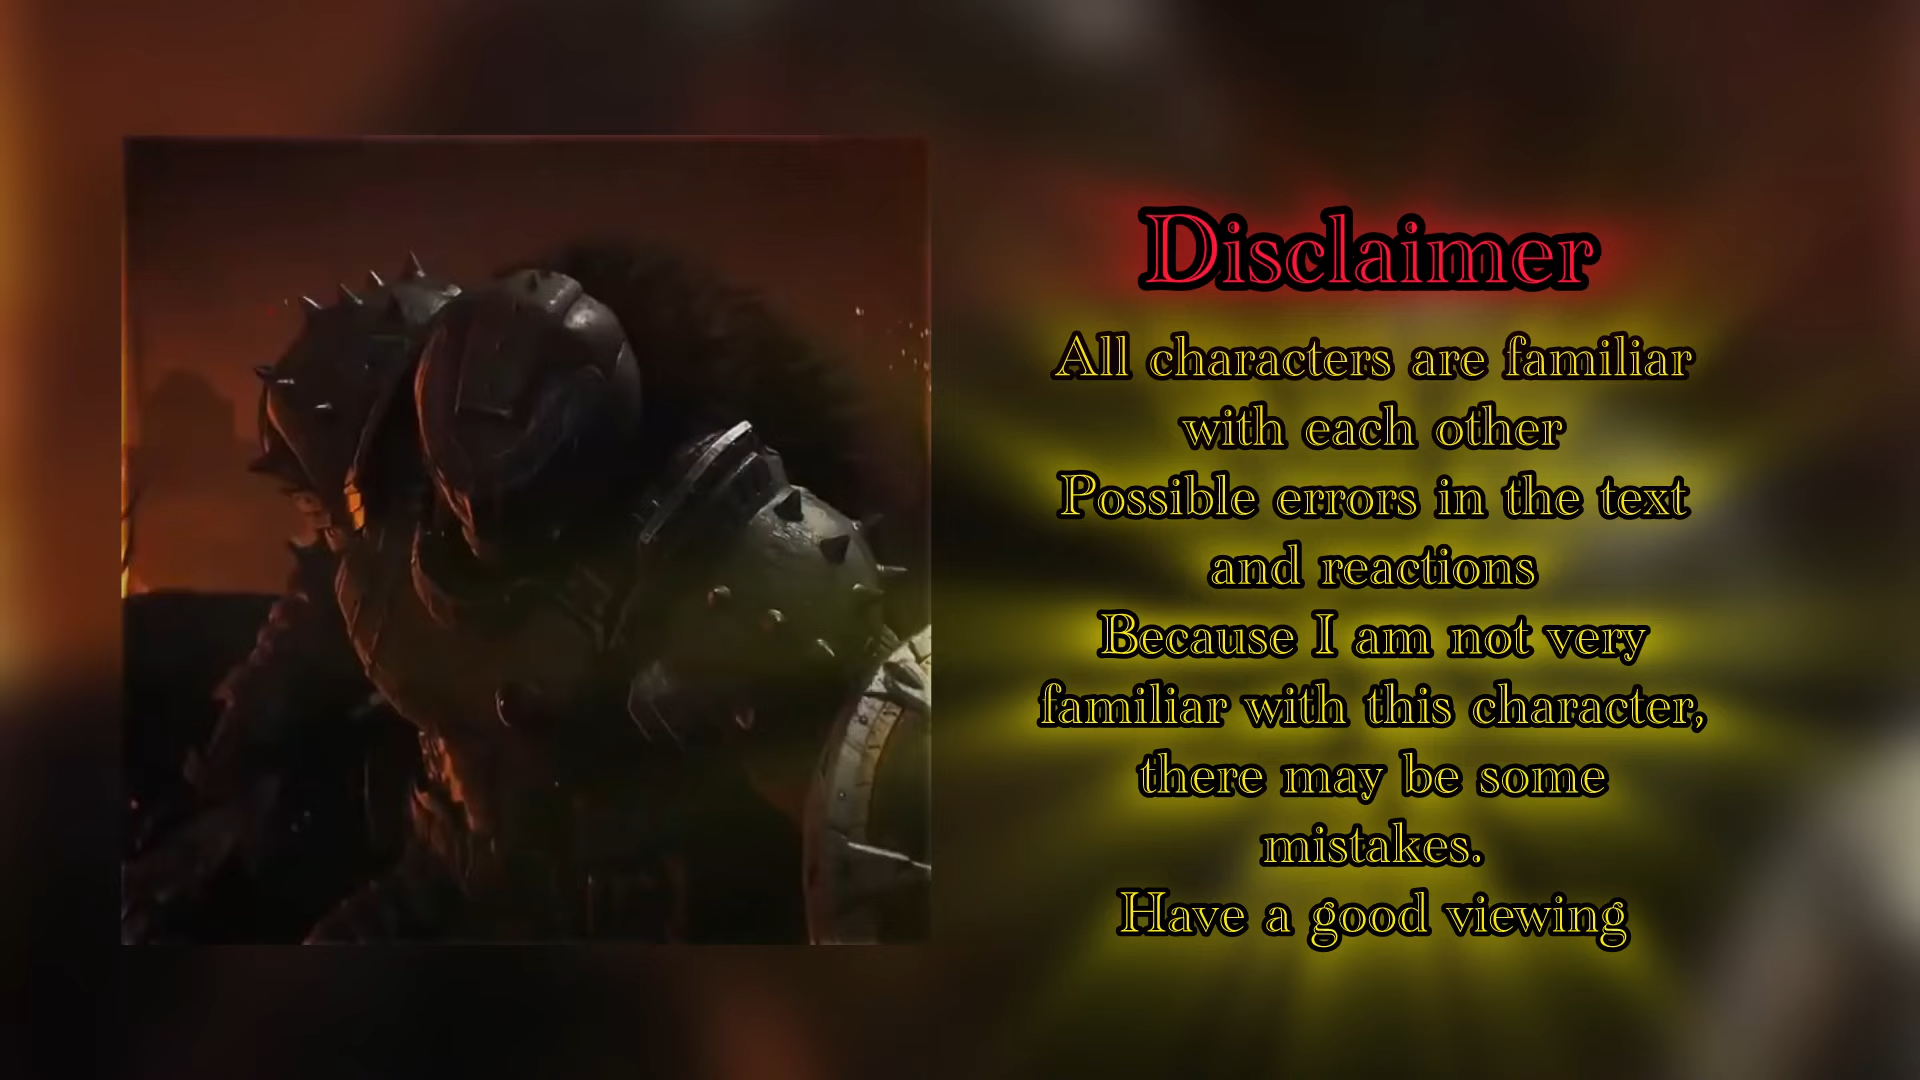 Disclaimer
All characters are familiar
with each other
Possible errors in the text
and reactions
Because I am not very
familiar with this character,
there may be some
mistakes.
Have a good viewing